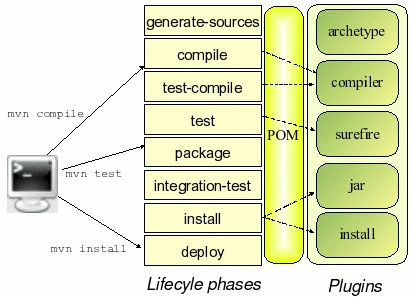 generate-sources
compile
test-compile
test
package
integration-test
install
deploy
mvn compile
mvn test
mvn install
>_
POM
archetype
compiler
surefire
jar
install
Lifecyle phases
Plugins